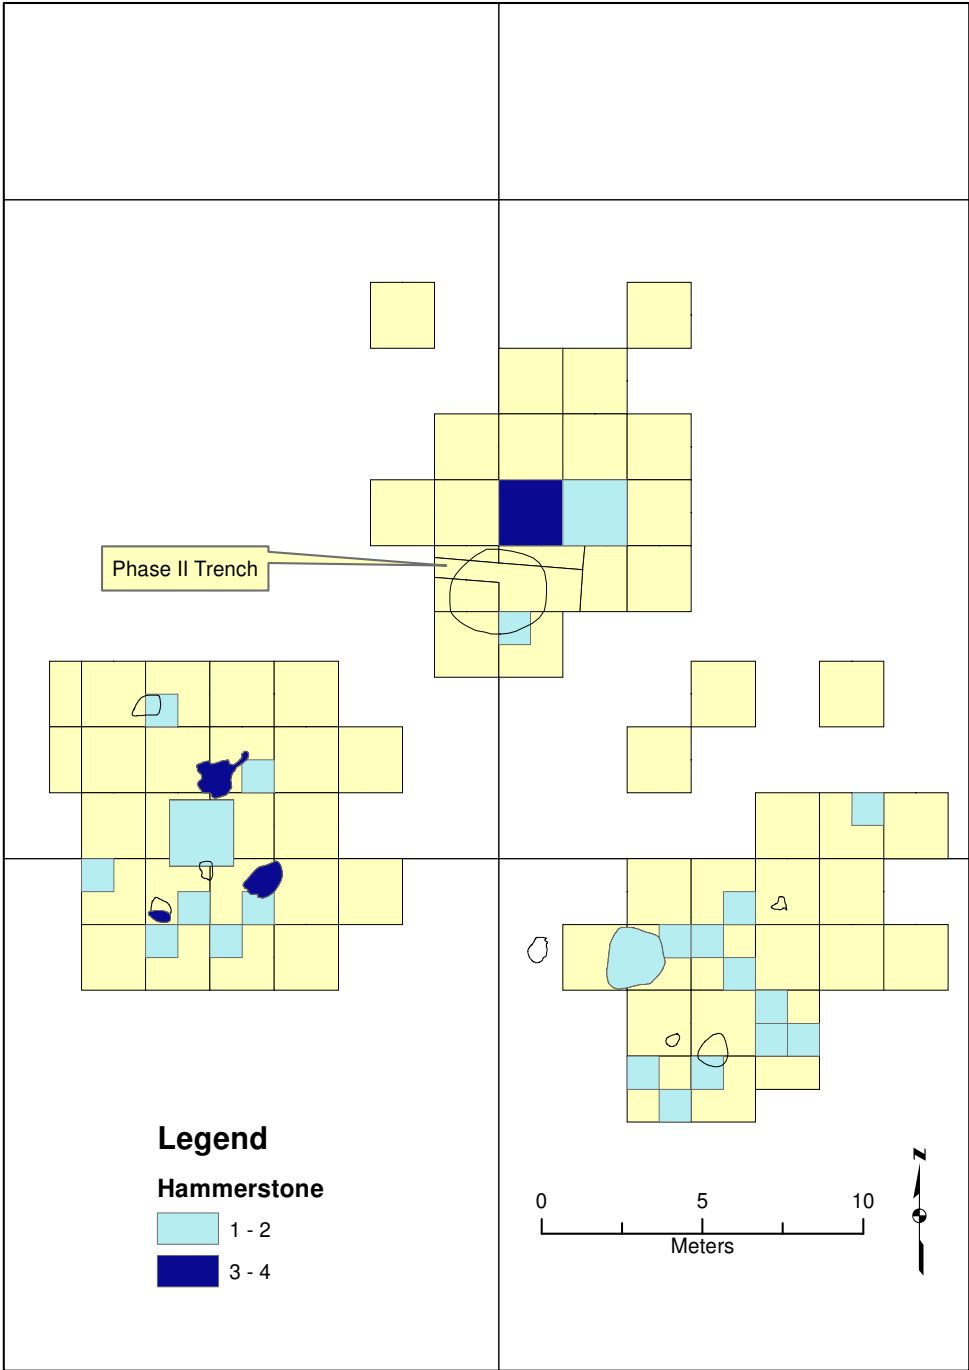 Phase II Trench
Legend
Hammerstone
1 - 2
3 - 4
0 5 10
Meters
N